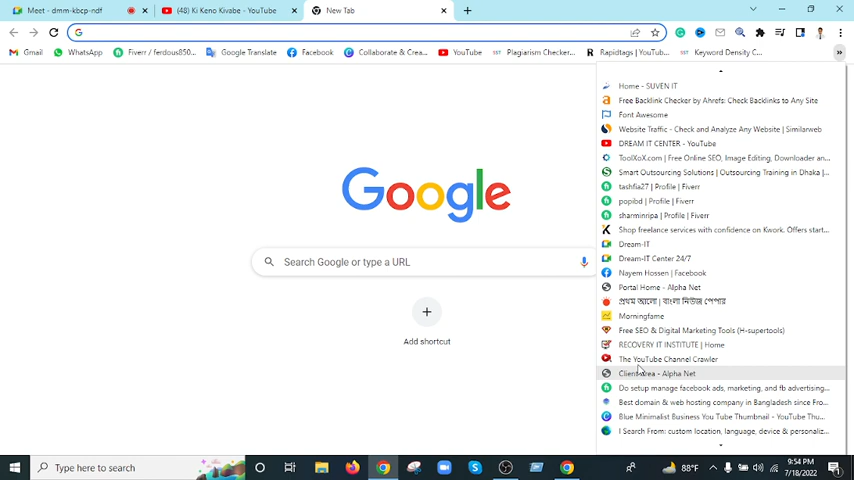 Meet - dmm-kbcp-ndf
(48) Ki Keno Kivabe - YouTube
New Tab
Gmail
WhatsApp
Fiverr / ferdous850...
Google Translate
Facebook
Collaborate & Crea...
YouTube
Plagiarism Checker...
Rapidtags | YouTub...
Keyword Density C...
Home - SUVEN IT
Free Backlink Checker by Ahrefs: Check Backlinks to Any Site
Font Awesome
Website Traffic - Check and Analyze Any Website | Similarweb
DREAM IT CENTER - YouTube
ToolXoX.com | Free Online SEO, Image Editing, Downloader an...
Smart Outsourcing Solutions | Outsourcing Training in Dhaka |...
tashfia27 | Profile | Fiverr
popibd | Profile | Fiverr
sharminripa | Profile | Fiverr
Shop freelance services with confidence on Kwork. Offers start...
Dream-IT
Dream-IT Center 24/7
Nayem Hossen | Facebook
Portal Home - Alpha Net
প্রথম আলো | বাংলা নিউজ পেপার
Morningfame
Free SEO & Digital Marketing Tools (H-supertools)
RECOVERY IT INSTITUTE | Home
The YouTube Channel Crawler
Client Area - Alpha Net
Do setup manage facebook ads, marketing, and fb advertising...
Best domain & web hosting company in Bangladesh since Fro...
Blue Minimalist Business You Tube Thumbnail - YouTube Thu...
I Search From: custom location, language, device & personaliz...
Google
Search Google or type a URL
Add shortcut
Type here to search
88°F
9:54 PM
7/18/2022
1